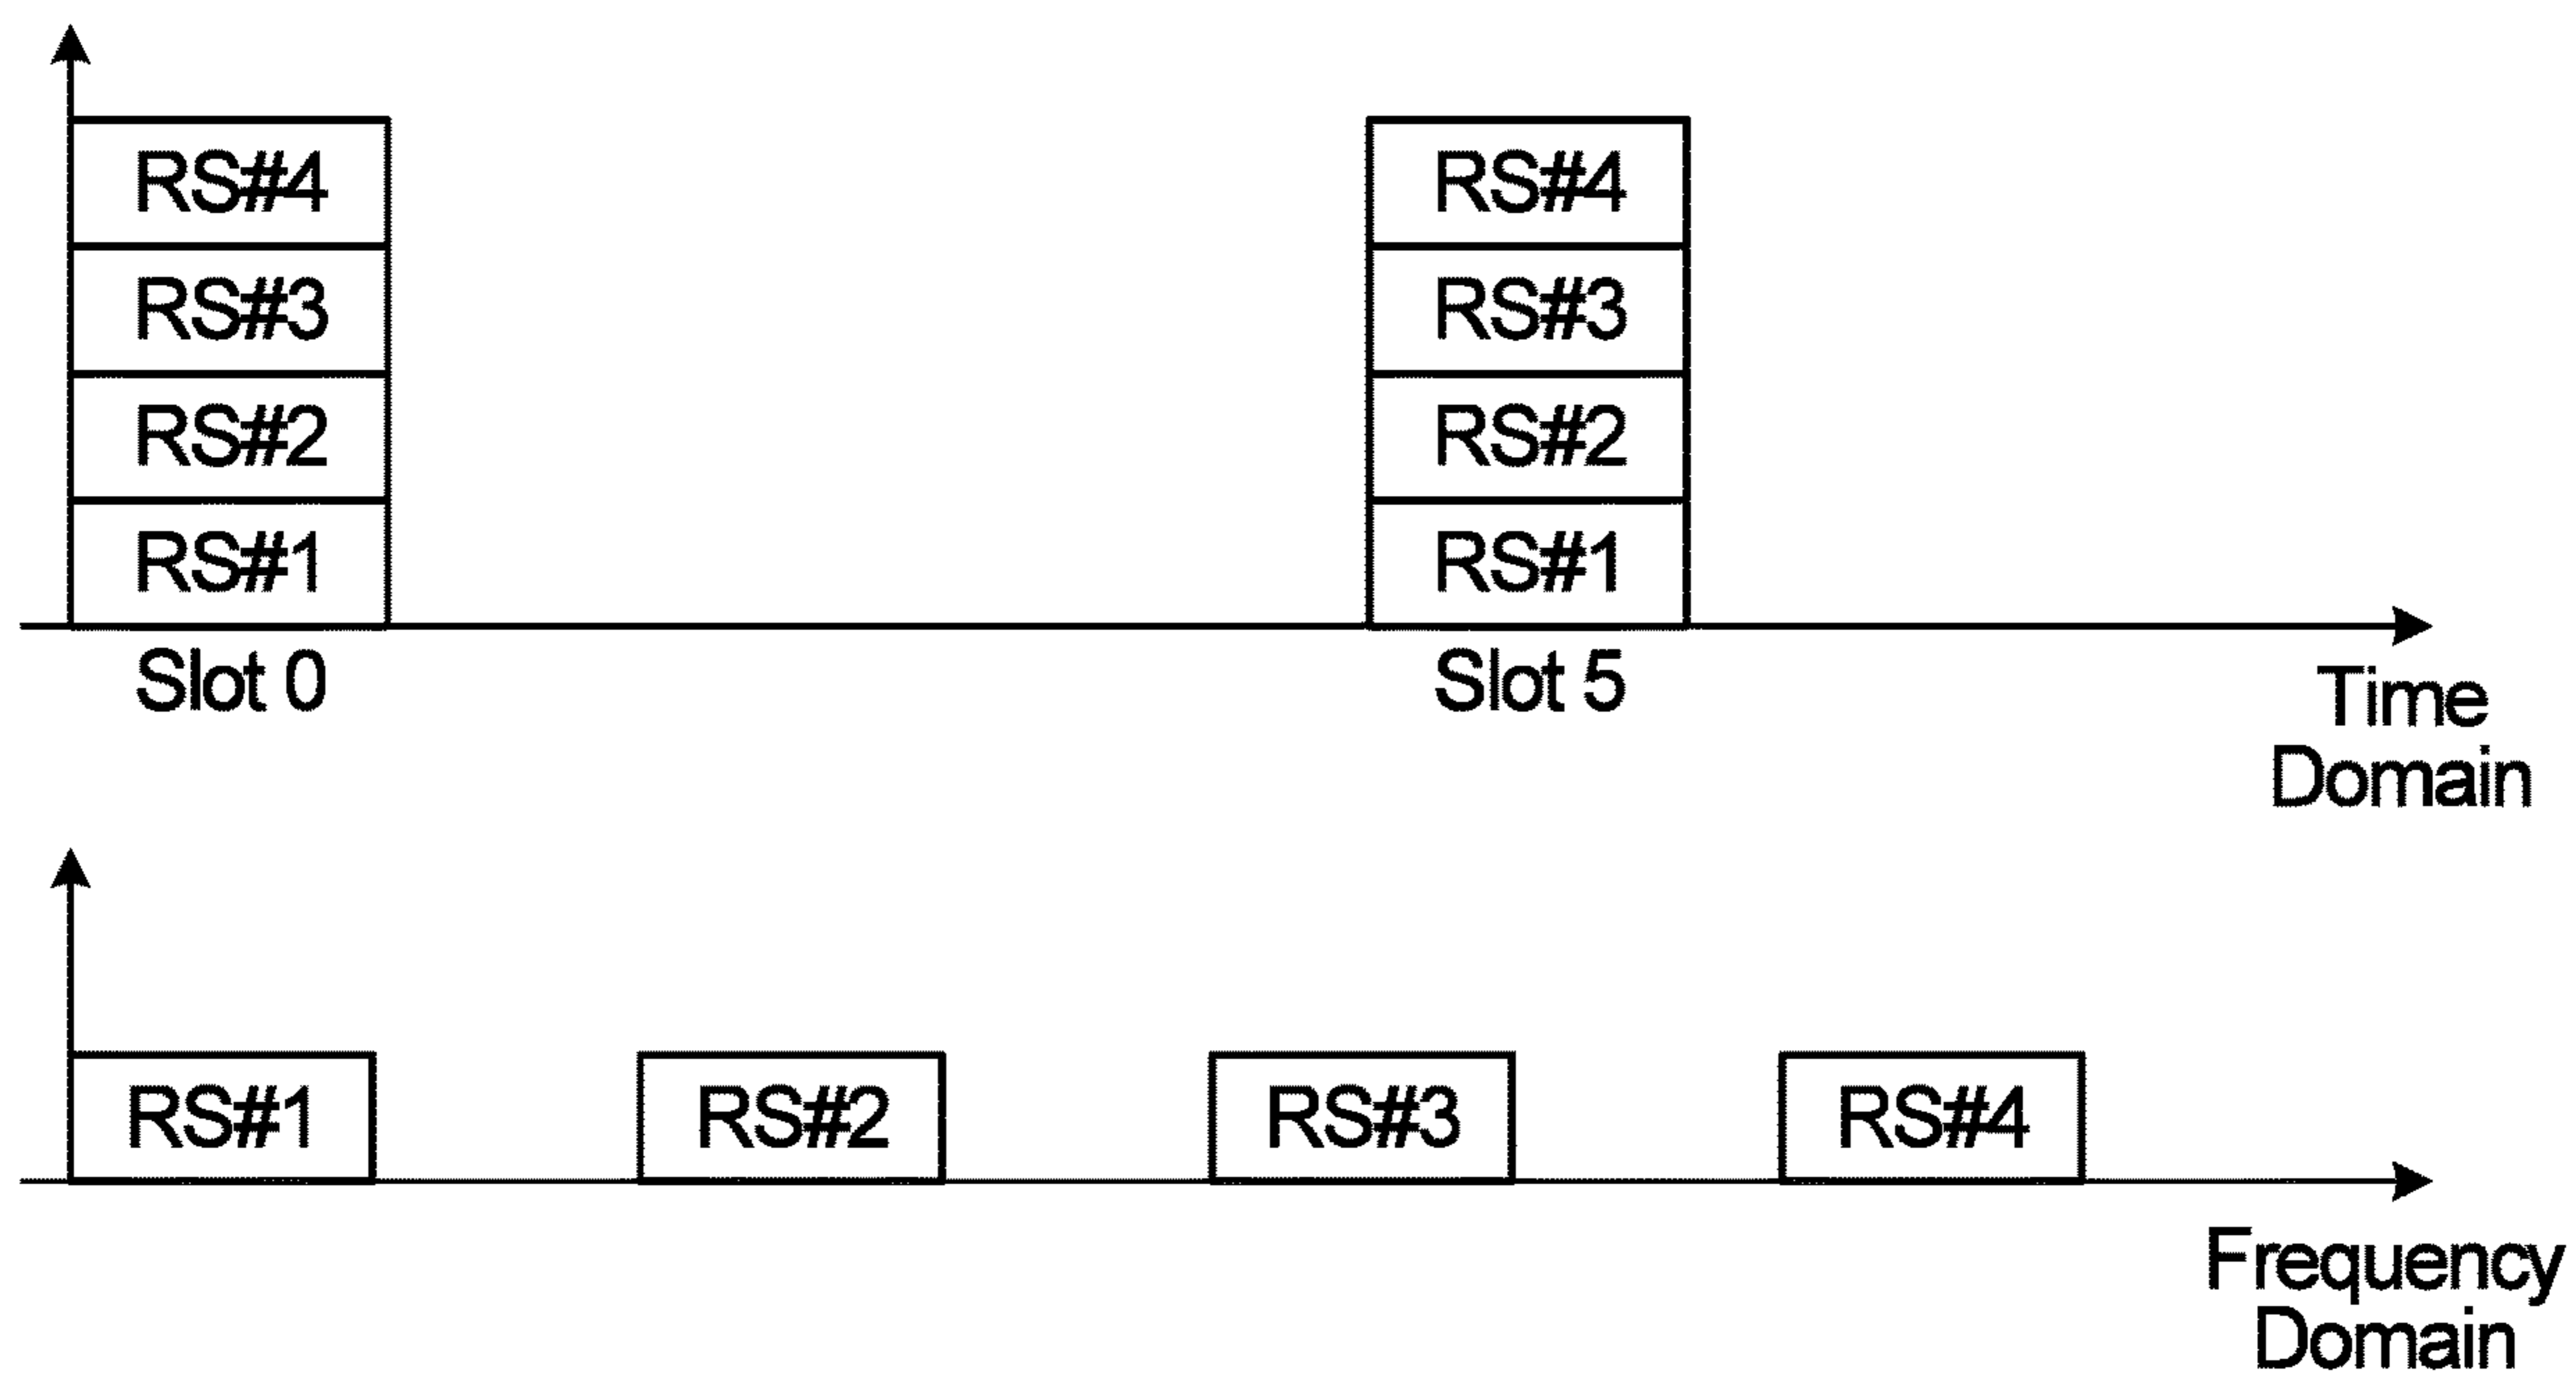 RS#4 RS#4
RS#3 RS#3
RS#2 RS#2
RS#1 RS#1
Slot 0 Slot 5
Time
Domain
RS#1 RS#2 RS#3 RS#4
Frequency
Domain